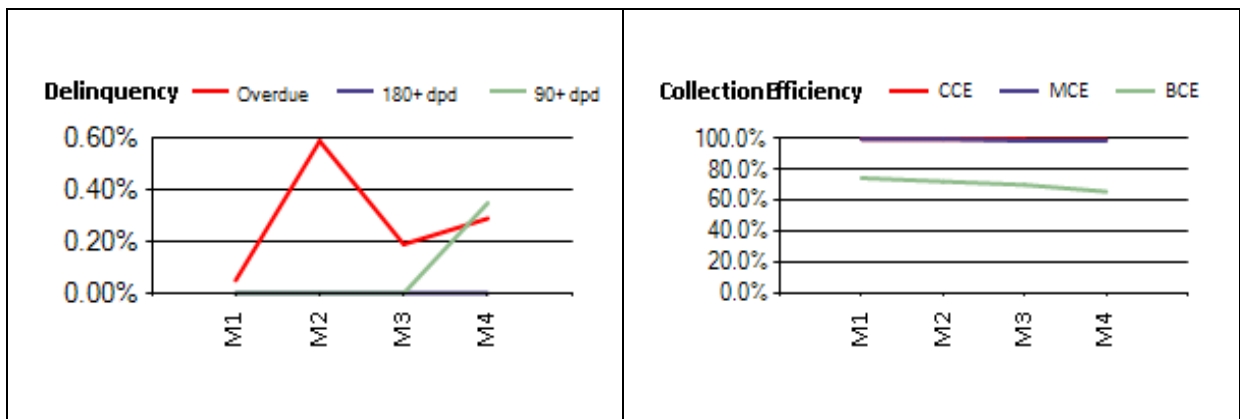 Delinquency Overdue 180+ dpd 90+ dpd
0.60%
0.40%
0.20%
0.00%
M1 M2 M3 M4
Collection Efficiency CCE MCE BCE
100.0%
80.0%
60.0%
40.0%
20.0%
0.0%
M1 M2 M3 M4